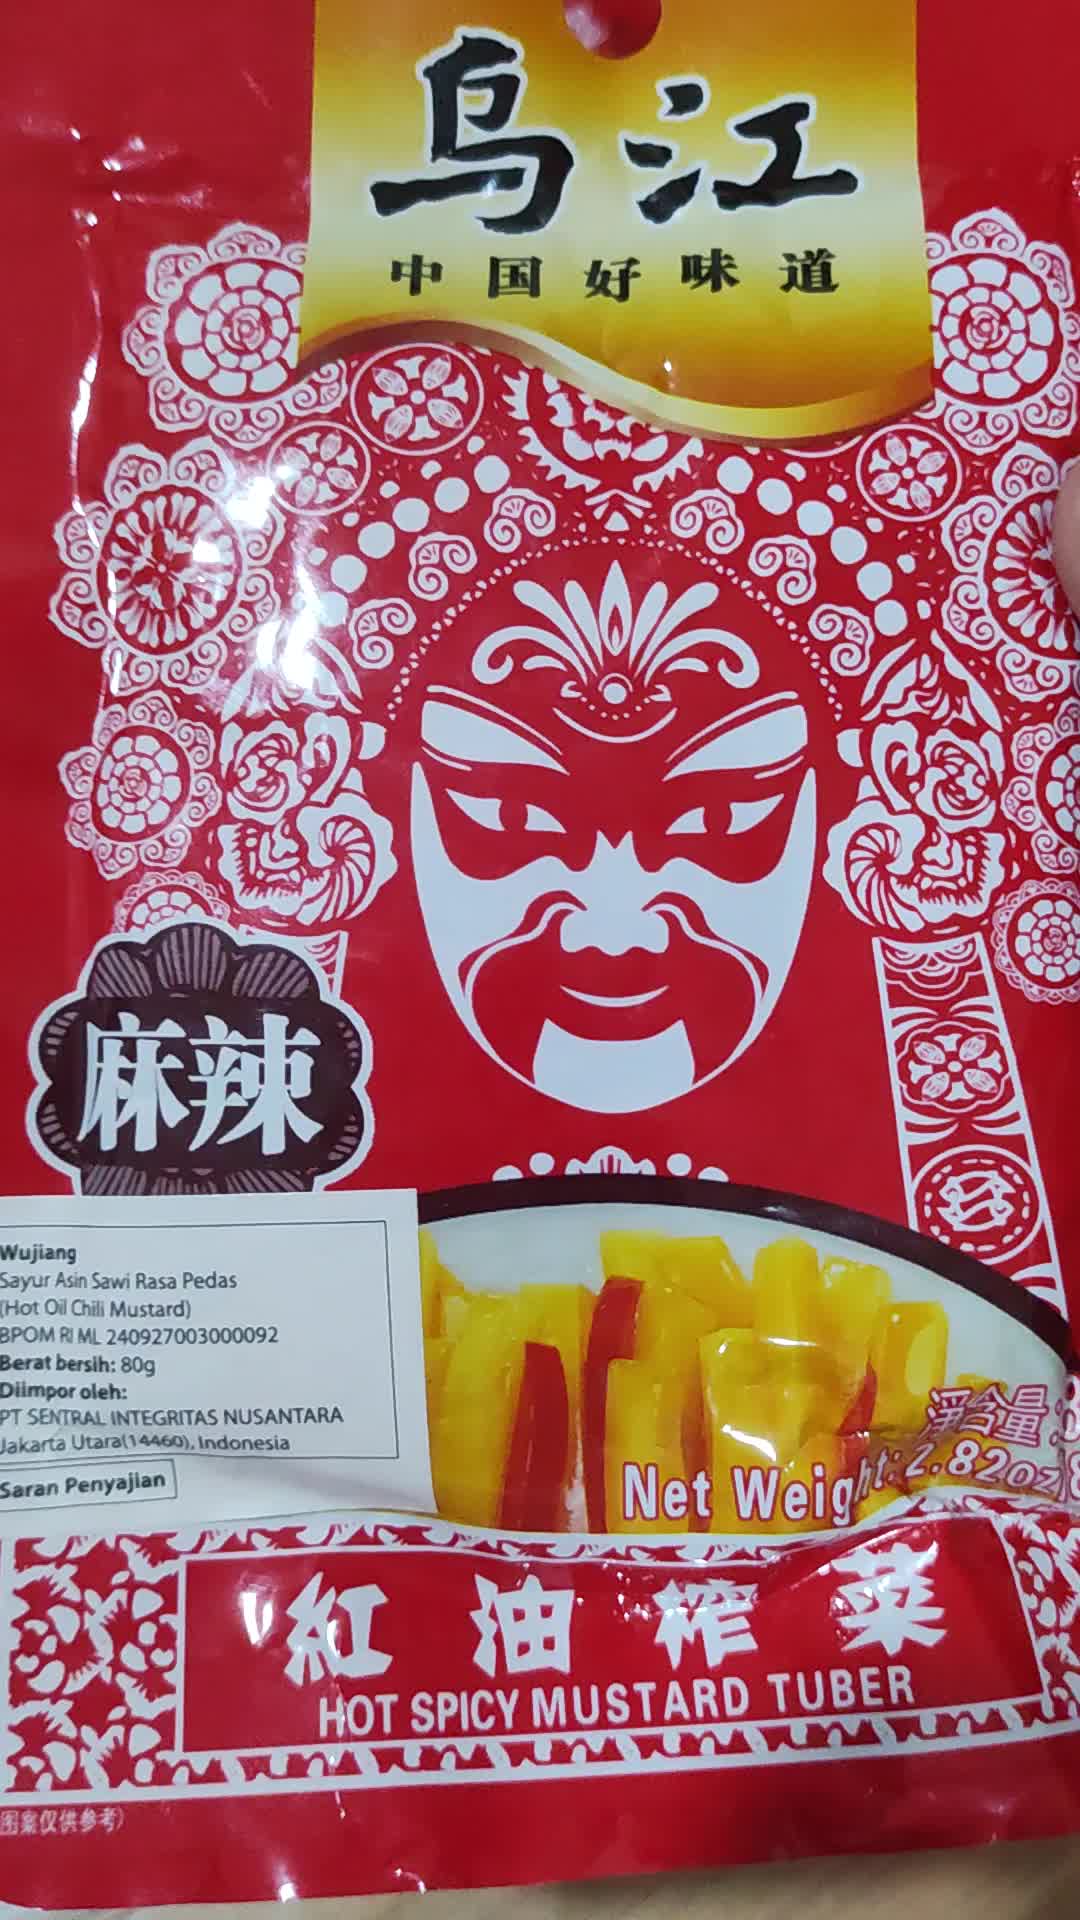 乌江
中国好味道
麻辣
Wujiang
Sayur Asin Sawi Rasa Pedas
(Hot Oil Chili Mustard)
BPOM RI ML 240927003000092
Berat bersih: 80g
Diimpor oleh:
PT SENTRAL INTEGRITAS NUSANTARA
Jakarta Utara(14460), Indonesia
Saran Penyajian
淨含量:
Net Weight:2.82oz
紅油榨菜
HOT SPICY MUSTARD TUBER
图案仅供参考)